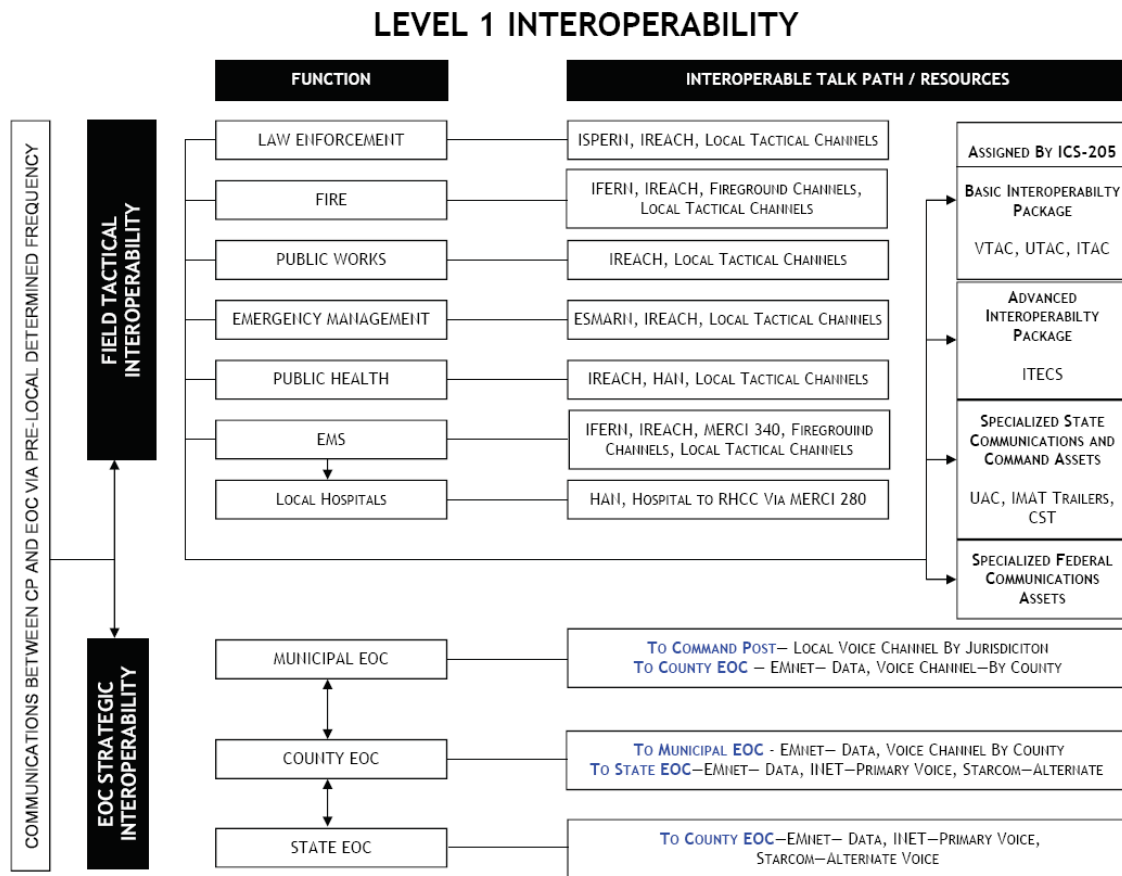 LEVEL 1 INTEROPERABILITY
FUNCTION
INTEROPERABLE TALK PATH / RESOURCES
COMMUNICATIONS BETWEEN CP AND EOC VIA PRE-LOCAL DETERMINED FREQUENCY
FIELD TACTICAL
INTEROPERABILITY
LAW ENFORCEMENT
ISPERN, IREACH, LOCAL TACTICAL CHANNELS
FIRE
IFERN, IREACH, FIREGROUND CHANNELS,
LOCAL TACTICAL CHANNELS
PUBLIC WORKS
IREACH, LOCAL TACTICAL CHANNELS
EMERGENCY MANAGEMENT
ESMARN, IREACH, LOCAL TACTICAL CHANNELS
PUBLIC HEALTH
IREACH, HAN, LOCAL TACTICAL CHANNELS
EMS
IFERN, IREACH, MERCI 340, FIREGROUND
CHANNELS, LOCAL TACTICAL CHANNELS
LOCAL HOSPITALS
HAN, HOSPITAL TO RHCC VIA MERCI 280
ASSIGNED BY ICS-205
BASIC INTEROPERABILTY
PACKAGE
VTAC, UTAC, ITAC
ADVANCED
INTEROPERABILTY
PACKAGE
ITECS
SPECIALIZED STATE
COMMUNICATIONS AND
COMMAND ASSETS
UAC, IMAT TRAILERS,
CST
SPECIALIZED FEDERAL
COMMUNICATIONS
ASSETS
EOC STRATEGIC
INTEROPERABILITY
MUNICIPAL EOC
TO COMMAND POST— LOCAL VOICE CHANNEL BY JURISDICITON
TO COUNTY EOC — EMNET— DATA, VOICE CHANNEL—BY COUNTY
COUNTY EOC
TO MUNICIPAL EOC - EMNET— DATA, VOICE CHANNEL BY COUNTY
TO STATE EOC—EMNET— DATA, INET—PRIMARY VOICE, STARCOM—ALTERNATE
STATE EOC
TO COUNTY EOC—EMNET— DATA, INET—PRIMARY VOICE,
STARCOM—ALTERNATE VOICE